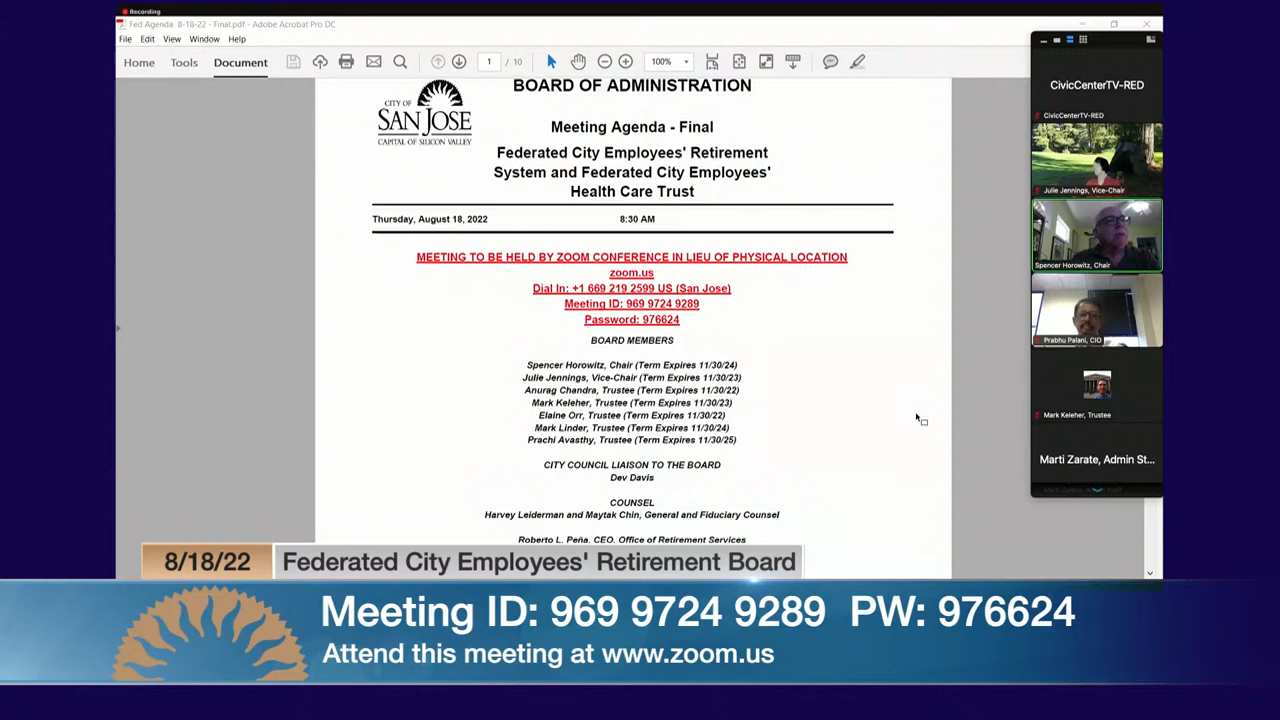 Recording
Fed Agenda 8-18-22 - Final.pdf - Adobe Acrobat Pro DC
File Edit View Window Help
Home Tools Document
1 / 10
100%
BOARD OF ADMINISTRATION
CITY OF
SAN JOSE
CAPITAL OF SILICON VALLEY
Meeting Agenda - Final
Federated City Employees' Retirement
System and Federated City Employees'
Health Care Trust
Thursday, August 18, 2022 8:30 AM
MEETING TO BE HELD BY ZOOM CONFERENCE IN LIEU OF PHYSICAL LOCATION
zoom.us
Dial In: +1 669 219 2599 US (San Jose)
Meeting ID: 969 9724 9289
Password: 976624
BOARD MEMBERS
Spencer Horowitz, Chair (Term Expires 11/30/24)
Julie Jennings, Vice-Chair (Term Expires 11/30/23)
Anurag Chandra, Trustee (Term Expires 11/30/22)
Mark Keleher, Trustee (Term Expires 11/30/23)
Elaine Orr, Trustee (Term Expires 11/30/22)
Mark Linder, Trustee (Term Expires 11/30/24)
Prachi Avasthy, Trustee (Term Expires 11/30/25)
CITY COUNCIL LIAISON TO THE BOARD
Dev Davis
COUNSEL
Harvey Leiderman and Maytak Chin, General and Fiduciary Counsel
Roberto L. Peña, CEO, Office of Retirement Services
CivicCenterTV-RED
CivicCenterTV-RED
Julie Jennings, Vice-Chair
Spencer Horowitz, Chair
Prabhu Palani, CIO
Mark Keleher, Trustee
Marti Zarate, Admin St...
8/18/22 Federated City Employees' Retirement Board
Meeting ID: 969 9724 9289 PW: 976624
Attend this meeting at www.zoom.us